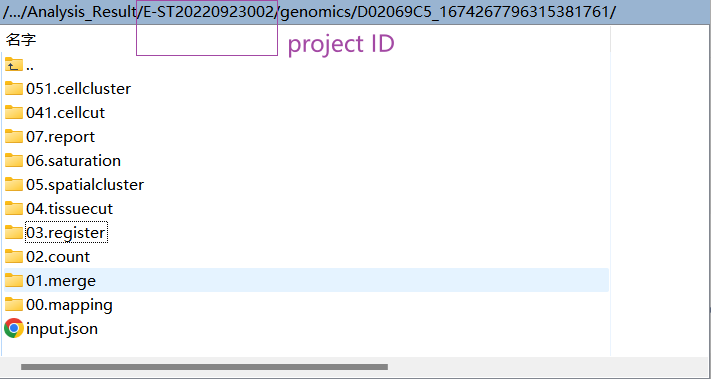 /.../Analysis_Result/E-ST20220923002/genomics/D02069C5_1674267796315381761/
project ID
名字
..
051.cellcluster
041.cellcut
07.report
06.saturation
05.spatialcluster
04.tissuecut
03.register
02.count
01.merge
00.mapping
input.json